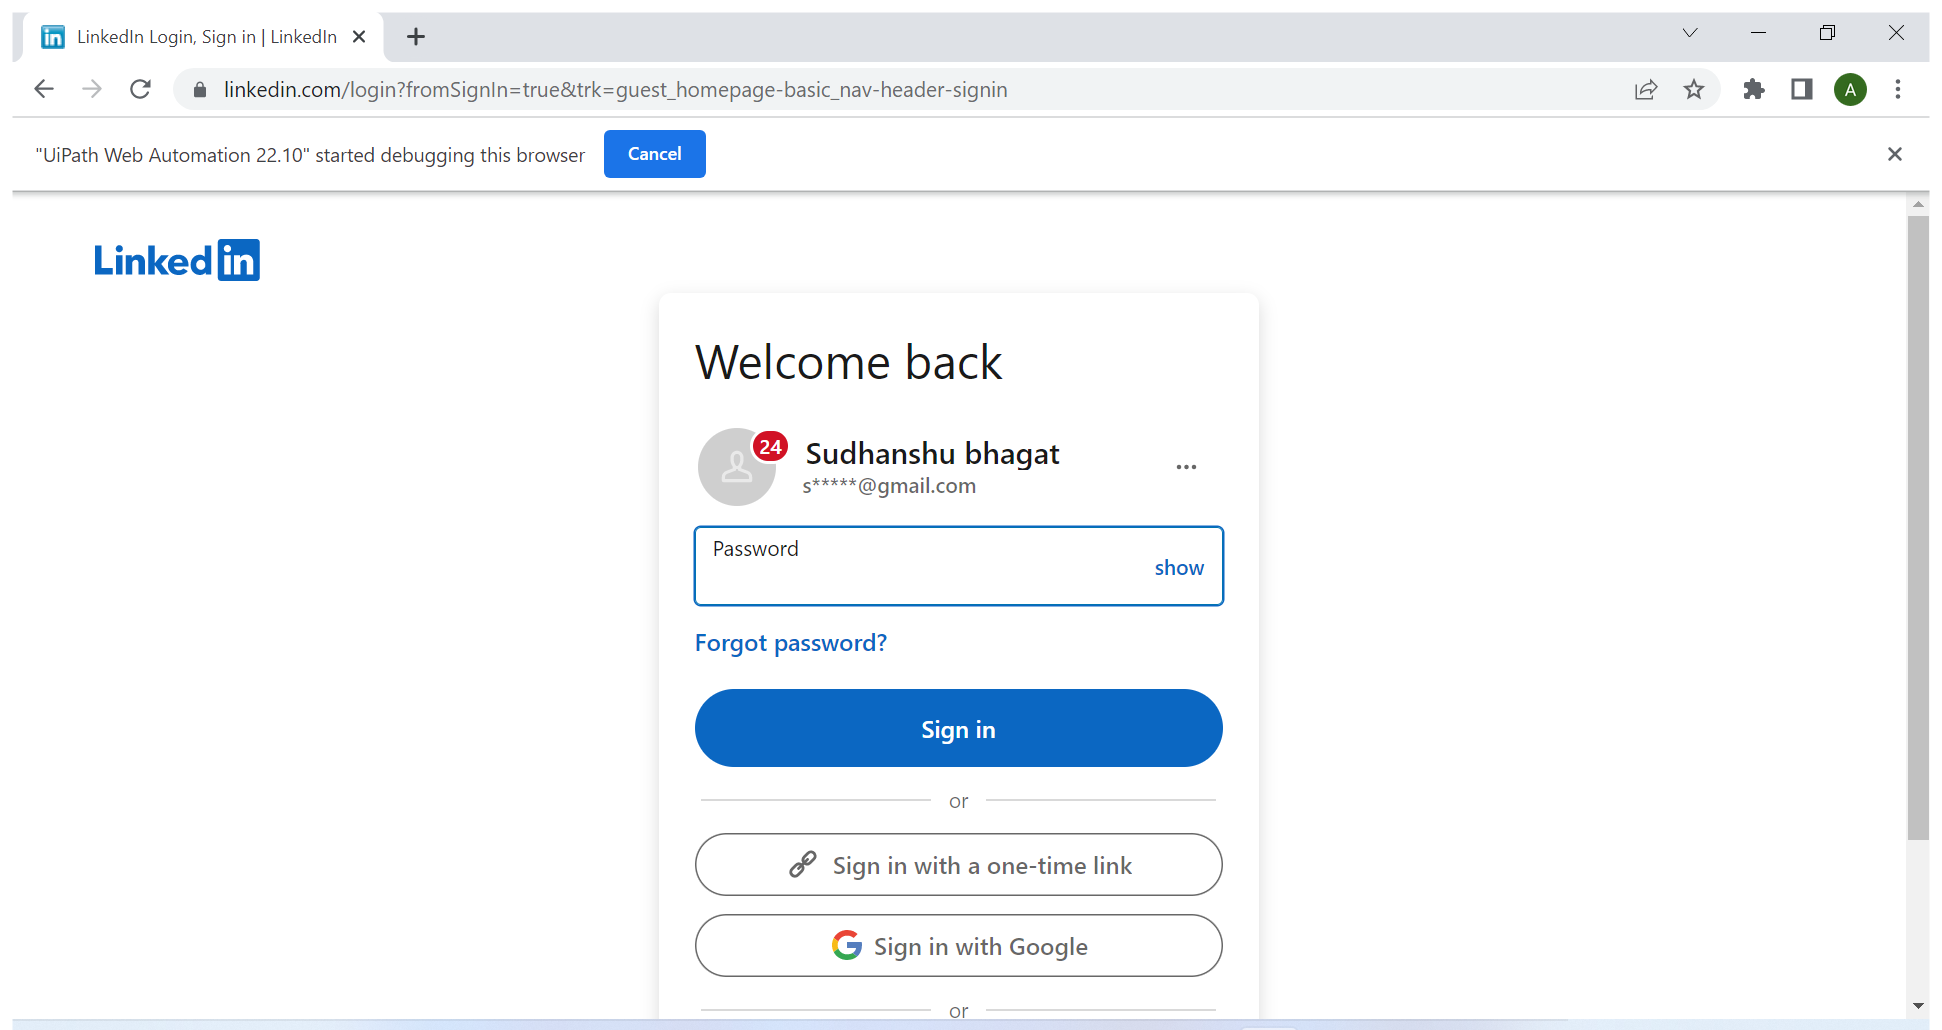 LinkedIn Login, Sign in | LinkedIn
linkedin.com/login?fromSignIn=true&trk=guest_homepage-basic_nav-header-signin
A
"UiPath Web Automation 22.10" started debugging this browser
Cancel
Linkedin
Welcome back
24
Sudhanshu bhagat
s*****@gmail.com
Password
show
Forgot password?
Sign in
or
Sign in with a one-time link
Sign in with Google
or